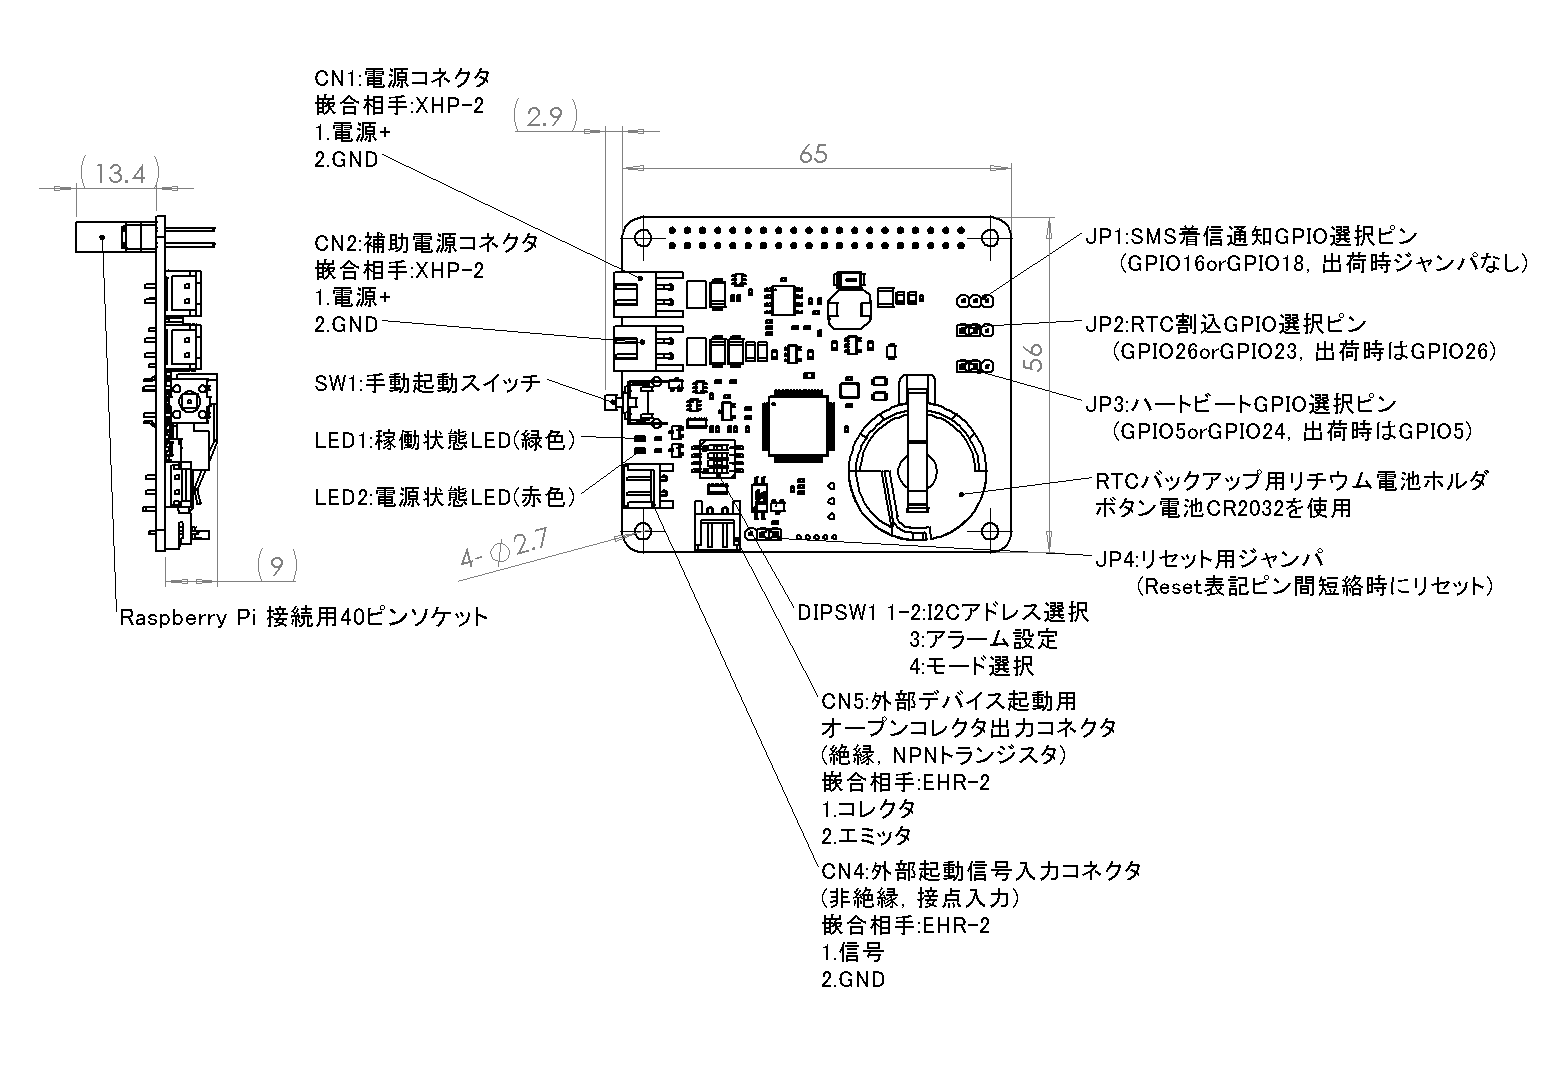 CN1:電源コネクタ
嵌合相手:XHP-2
1.電源+
2.GND
(2.9)
65
(13.4)
CN2:補助電源コネクタ
嵌合相手:XHP-2
1.電源+
2.GND
SW1:手動起動スイッチ
LED1:稼働状態LED(緑色)
LED2:電源状態LED(赤色)
4-Φ2.7
(9)
Raspberry Pi 接続用40ピンソケット
56
JP1:SMS着信通知GPIO選択ピン
(GPIO16orGPIO18, 出荷時ジャンパなし)
JP2:RTC割込GPIO選択ピン
(GPIO26orGPIO23, 出荷時はGPIO26)
JP3:ハートビートGPIO選択ピン
(GPIO5orGPIO24, 出荷時はGPIO5)
RTCバックアップ用リチウム電池ホルダ
ボタン電池CR2032を使用
JP4:リセット用ジャンパ
(Reset表記ピン間短絡時にリセット)
DIPSW1 1-2:I2Cアドレス選択
3:アラーム設定
4:モード選択
CN5:外部デバイス起動用
オープンコレクタ出力コネクタ
(絶縁, NPNトランジスタ)
嵌合相手:EHR-2
1.コレクタ
2.エミッタ
CN4:外部起動信号入力コネクタ
(非絶縁, 接点入力)
嵌合相手:EHR-2
1.信号
2.GND